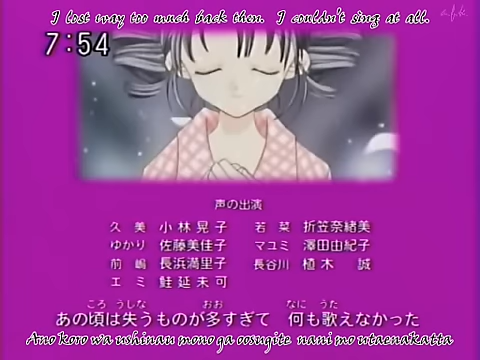 I lost way too much back then. I couldn't sing at all.
a.f.k.
7:54
声の出演
久美 小林晃子 若菜 折笠奈緒美
ゆかり 佐藤美佳子 マユミ 澤田由紀子
前嶋 長浜満里子 長谷川 植木 誠
エミ 鮭延未可
ころ うしな おお なに うた
あの頃は失うものが多すぎて 何も歌えなかった
Ano koro wa ushinau mono ga oosugite nani mo utaenakatta